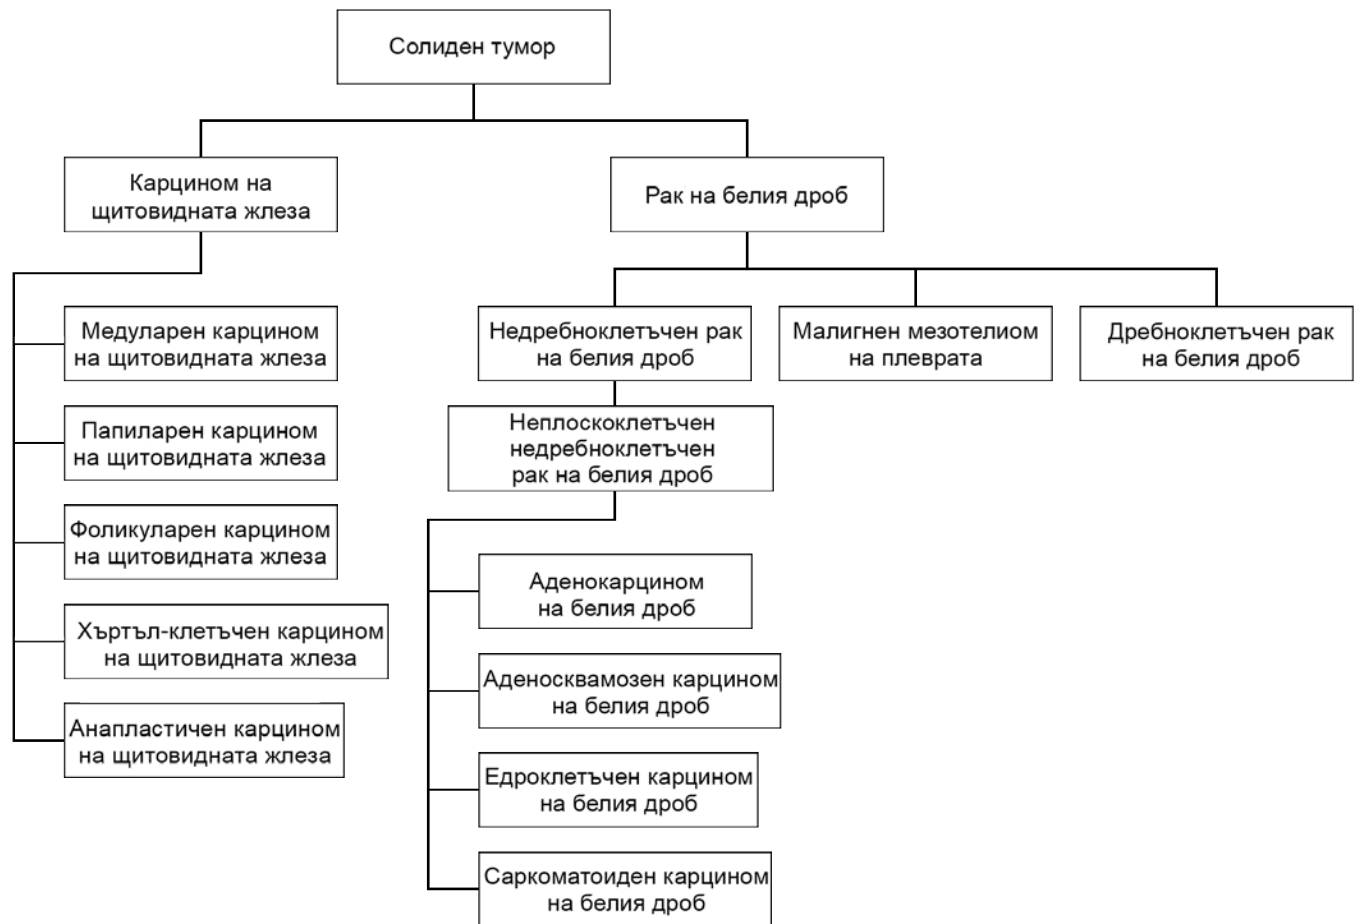 Солиден тумор
Карцином на
щитовидната жлеза
Рак на белия дроб
Медуларен карцином
на щитовидната жлеза
Папиларен карцином
на щитовидната жлеза
Фоликуларен карцином
на щитовидната жлеза
Хъртъл-клетъчен карцином
на щитовидната жлеза
Анапластичен карцином
на щитовидната жлеза
Недребноклетъчен рак
на белия дроб
Малигнен мезотелиом
на плеврата
Дребноклетъчен рак
на белия дроб
Неплоскоклетъчен
недребноклетъчен
рак на белия дроб
Аденокарцином
на белия дроб
Аденосквамозен карцином
на белия дроб
Едроклетъчен карцином
на белия дроб
Саркоматоиден карцином
на белия дроб